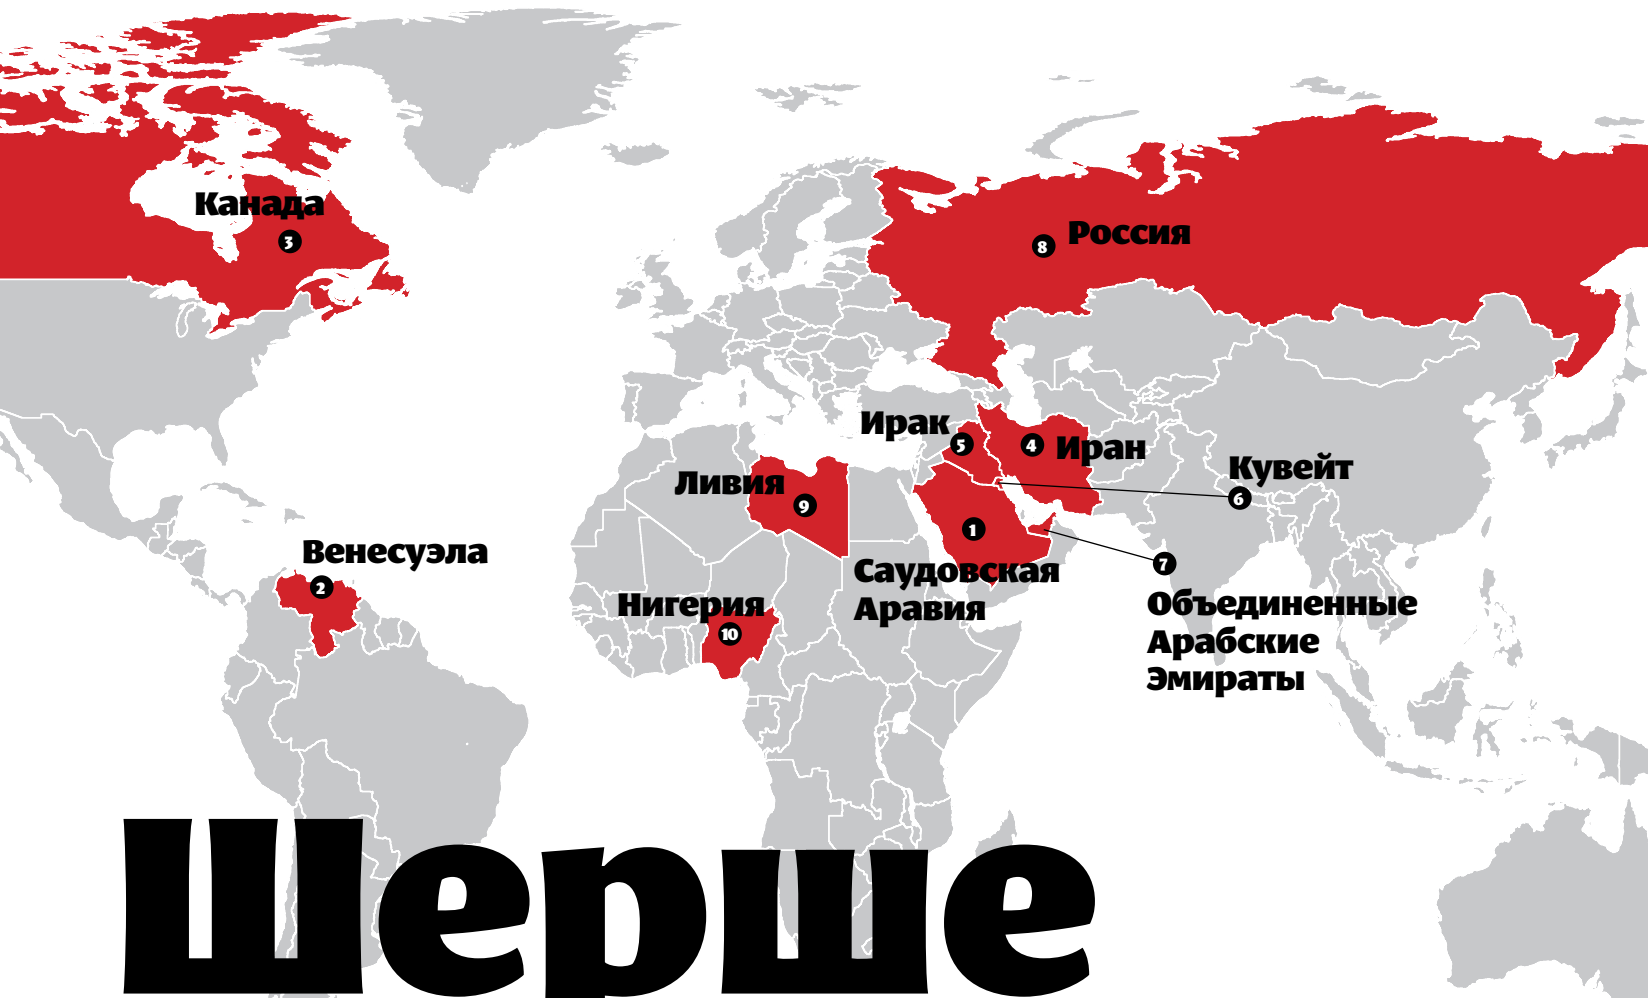 Канада
3
8
Россия
Ирак
5
4
Иран
Кувейт
6
Ливия
9
1
7
Венесуэла
2
Саудовская
Аравия
Нигерия
10
Объединенные
Арабские
Эмираты
Шерше